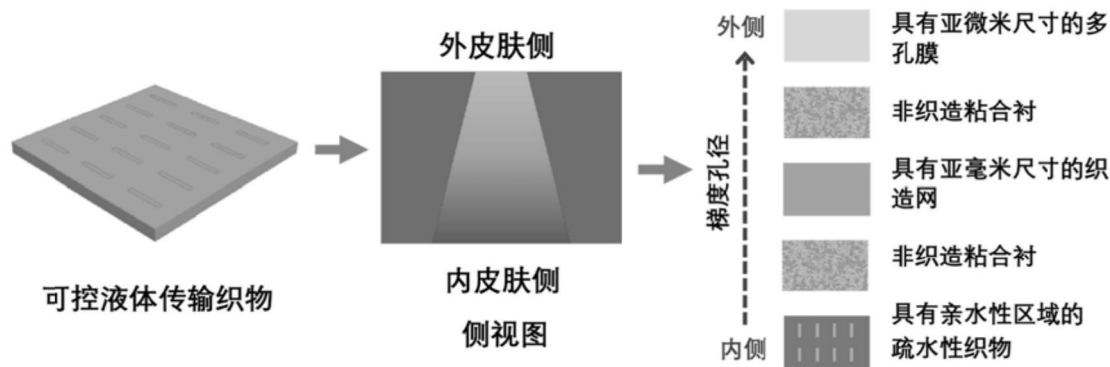 可控液体传输织物
外皮肤侧
内皮肤侧
侧视图
外侧
梯度孔径
内侧
具有亚微米尺寸的多
孔膜
非织造粘合衬
具有亚毫米尺寸的织
造网
非织造粘合衬
具有亲水性区域的
疏水性织物